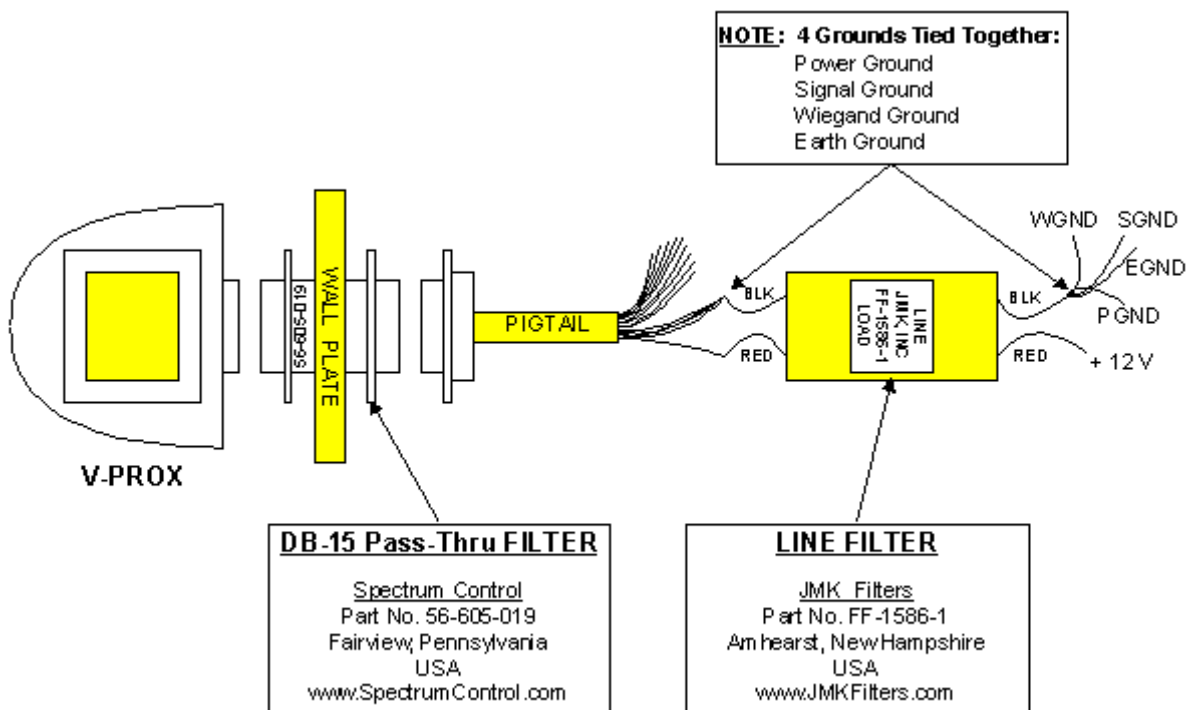 NOTE: 4 Grounds Tied Together:
Power Ground
Signal Ground
Wiegand Ground
Earth Ground
WGND
SGND
EGND
PGND
+ 12 V
BLK
RED
BLK
RED
LINE
JMK, INC
FF-1586-1
LOAD
PIGTAIL
WALL PLATE
56-605-019
V-PROX
DB-15 Pass-Thru FILTER
Spectrum Control
Part No. 56-605-019
Fairview, Pennsylvania
USA
www.SpectrumControl.com
LINE FILTER
JMK Filters
Part No. FF-1586-1
Amhearst, New Hampshire
USA
www.JMKFilters.com